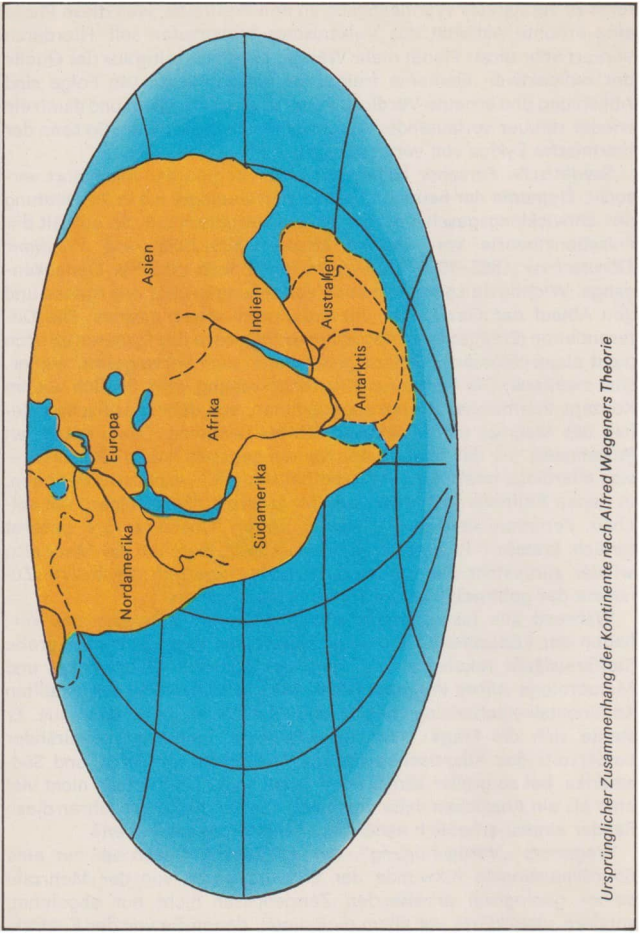 Nordamerika
Europa
Asien
Südamerika
Afrika
Indien
Antarktis
Australien
Ursprünglicher Zusammenhang der Kontinente nach Alfred Wegeners Theorie